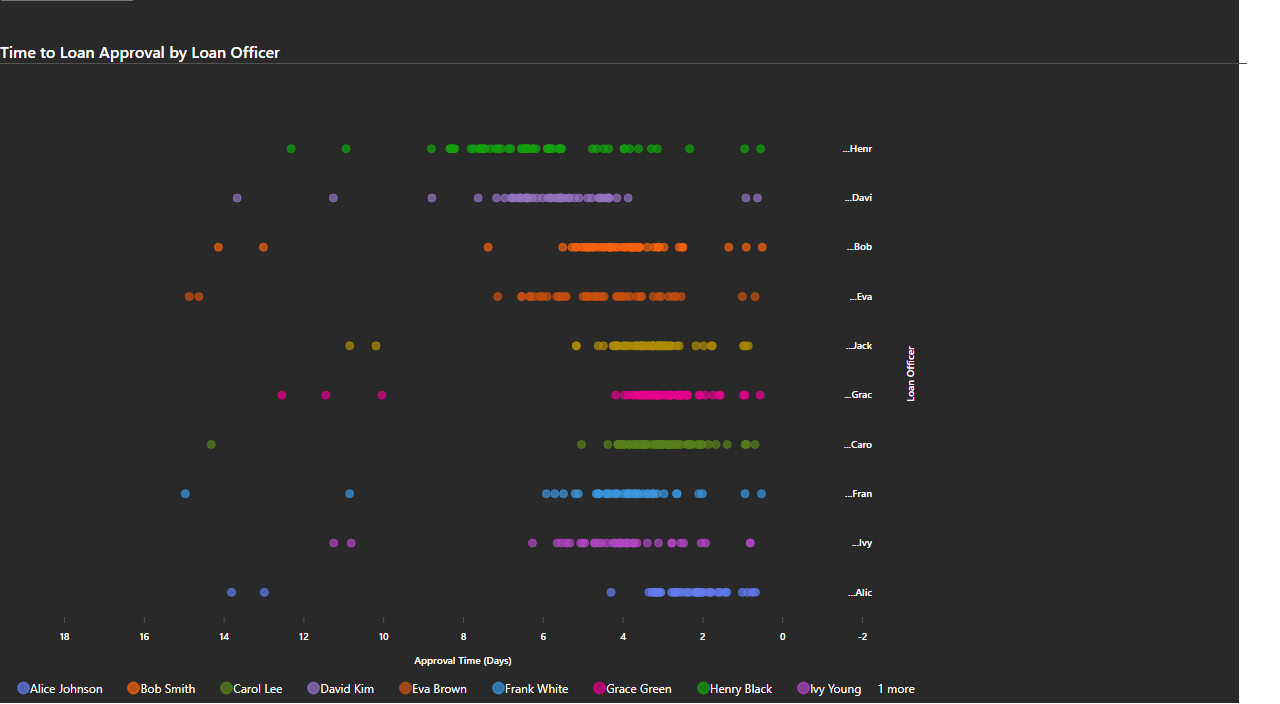 Time to Loan Approval by Loan Officer
...Henr
...Davi
...Bob
...Eva
...Jack
...Grac
...Caro
...Fran
...Ivy
...Alic
Loan Officer
18 16 14 12 10 8 6 4 2 0 -2
Approval Time (Days)
Alice Johnson Bob Smith Carol Lee David Kim Eva Brown Frank White Grace Green Henry Black Ivy Young 1 more